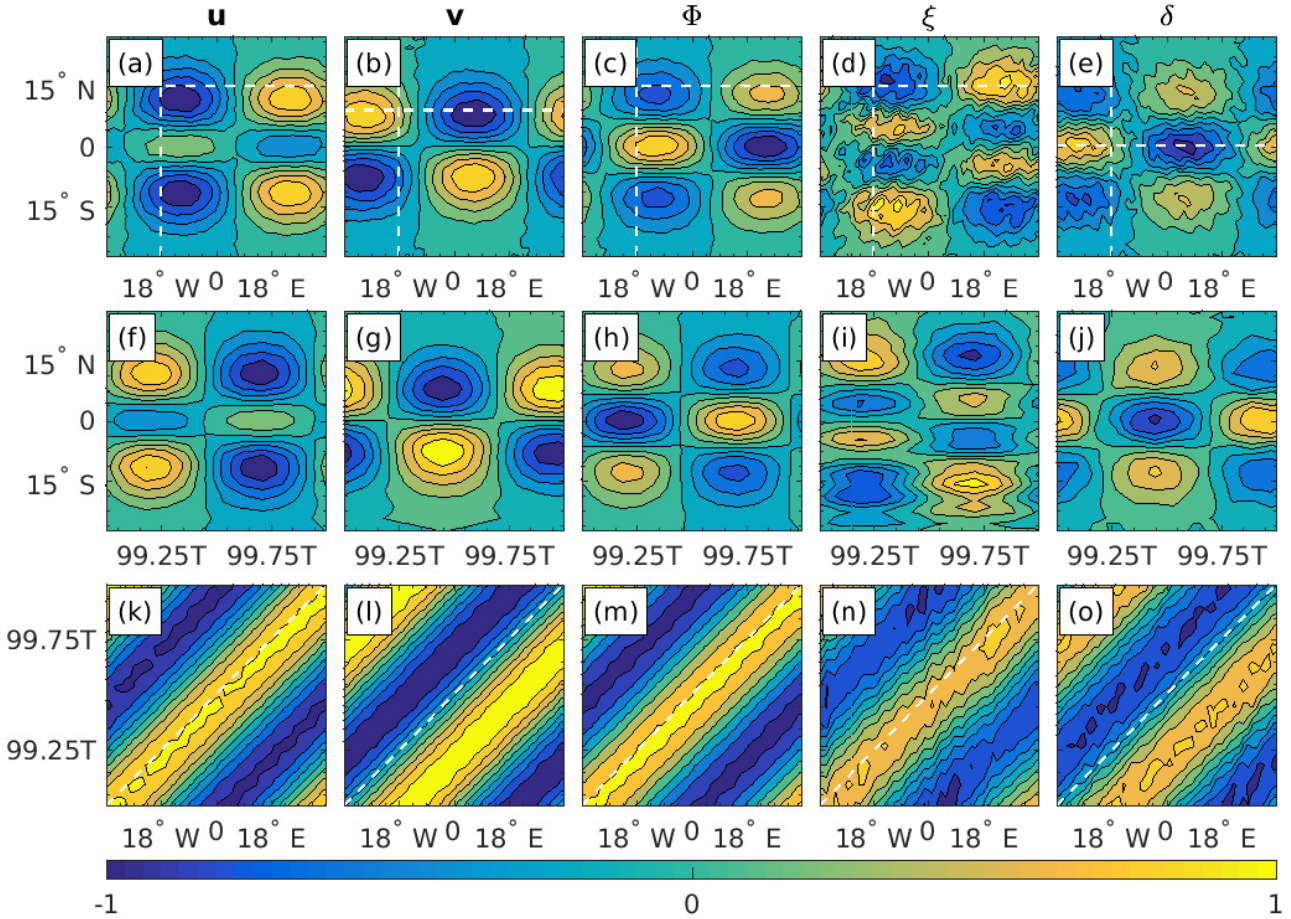 u v Φ ξ δ
(a) (b) (c) (d) (e)
15° N
0
15° S
18° W 0 18° E 18° W 0 18° E 18° W 0 18° E 18° W 0 18° E 18° W 0 18° E
(f) (g) (h) (i) (j)
15° N
0
15° S
99.25T 99.75T 99.25T 99.75T 99.25T 99.75T 99.25T 99.75T 99.25T 99.75T
(k) (l) (m) (n) (o)
99.75T
99.25T
18° W 0 18° E 18° W 0 18° E 18° W 0 18° E 18° W 0 18° E 18° W 0 18° E
-1 0 1